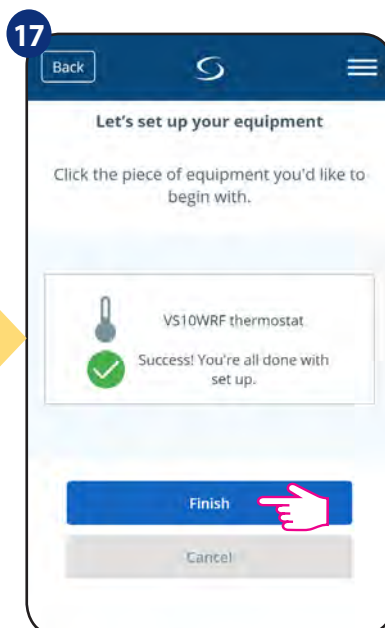 17
Back
Let's set up your equipment
Click the piece of equipment you'd like to
begin with.
VS10WRF thermostat
Success! You're all done with
set up.
Finish
Cancel